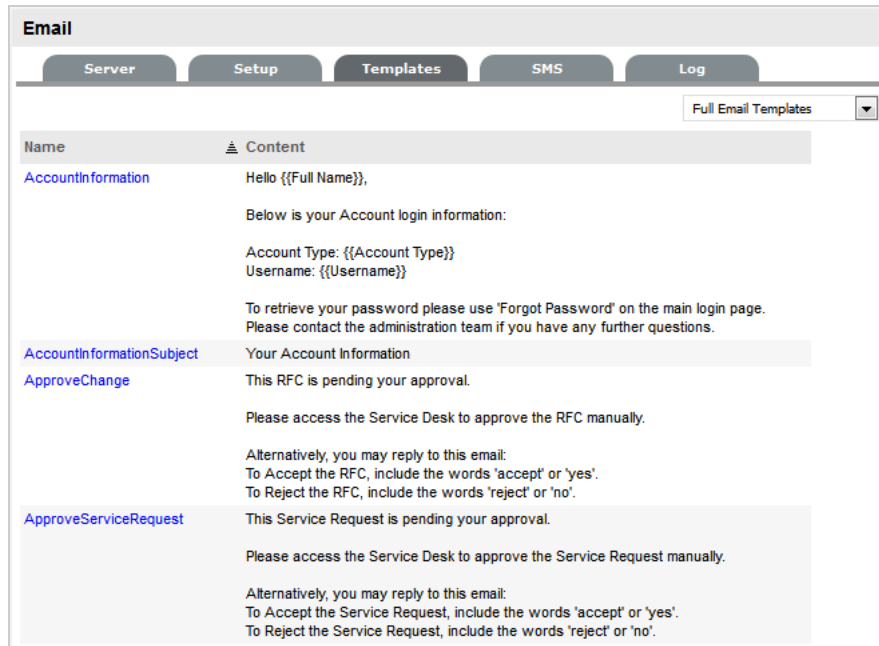 Email
Server Setup Templates SMS Log
Full Email Templates
Name Content
AccountInformation Hello {{Full Name}},
Below is your Account login information:
Account Type: {{Account Type}}
Username: {{Username}}
To retrieve your password please use 'Forgot Password' on the main login page.
Please contact the administration team if you have any further questions.
AccountInformationSubject Your Account Information
ApproveChange This RFC is pending your approval.
Please access the Service Desk to approve the RFC manually.
Alternatively, you may reply to this email:
To Accept the RFC, include the words 'accept' or 'yes'.
To Reject the RFC, include the words 'reject' or 'no'.
ApproveServiceRequest This Service Request is pending your approval.
Please access the Service Desk to approve the Service Request manually.
Alternatively, you may reply to this email:
To Accept the Service Request, include the words 'accept' or 'yes'.
To Reject the Service Request, include the words 'reject' or 'no'.